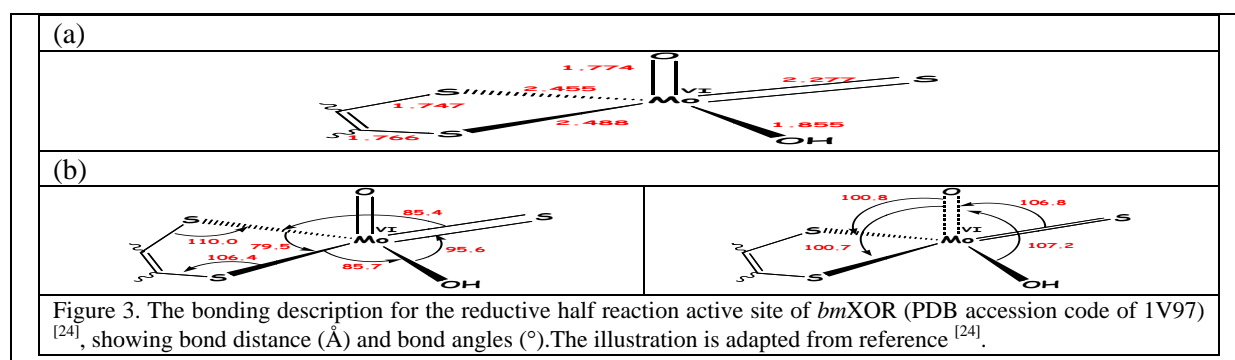 (a)
O
1.774
2.277
S
S
2.455
VI
Mo
1.747
S
2.488
1.855
1.766
OH
(b)
O
85.4
S
S
VI
Mo
110.0
79.5
95.6
106.4
85.7
S
OH
O
100.8
106.8
S
S
VI
Mo
100.7
107.2
S
OH
Figure 3. The bonding description for the reductive half reaction active site of bmXOR (PDB accession code of 1V97)
[24], showing bond distance (Å) and bond angles (°).The illustration is adapted from reference [24].